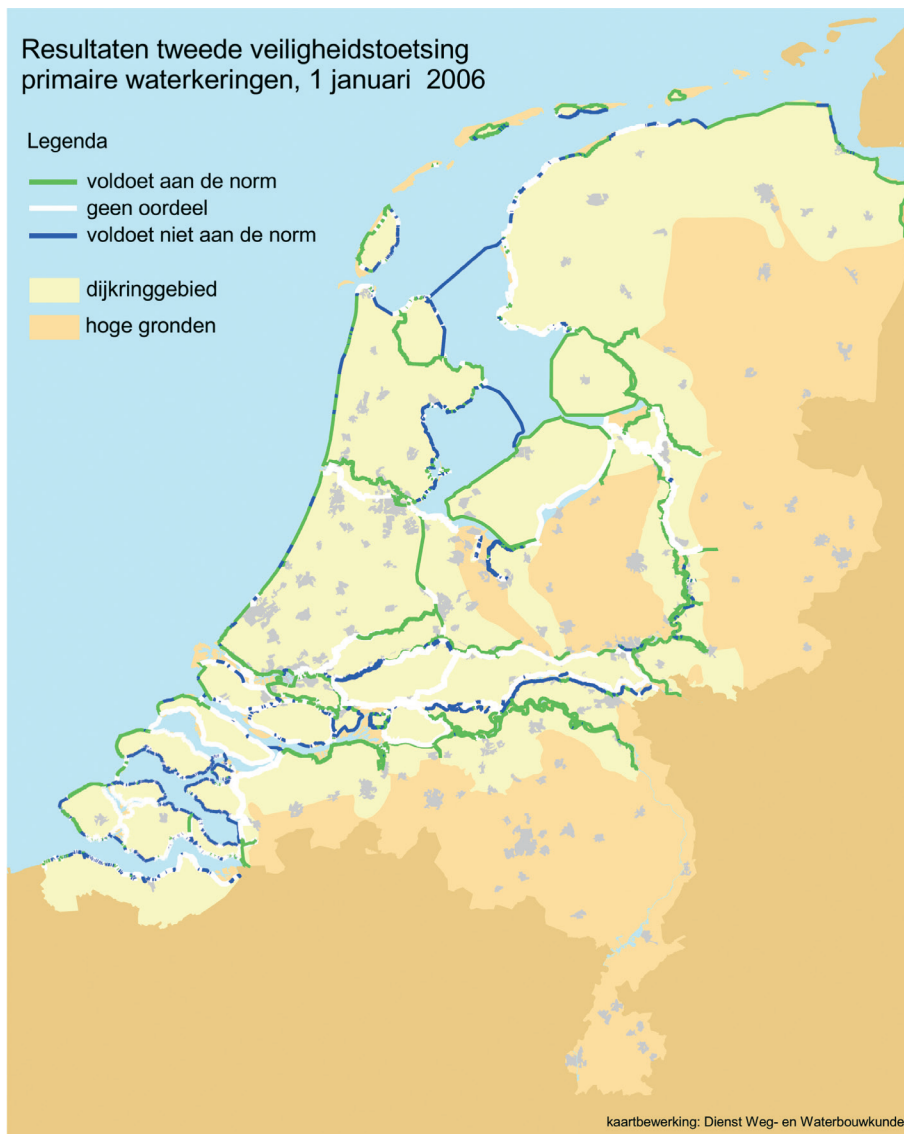 Resultaten tweede veiligheidstoetsing
primaire waterkeringen, 1 januari 2006
Legenda
voldoet aan de norm
geen oordeel
voldoet niet aan de norm
dijkringgebied
hoge gronden
kaartbewerking: Dienst Weg- en Waterbouwkunde